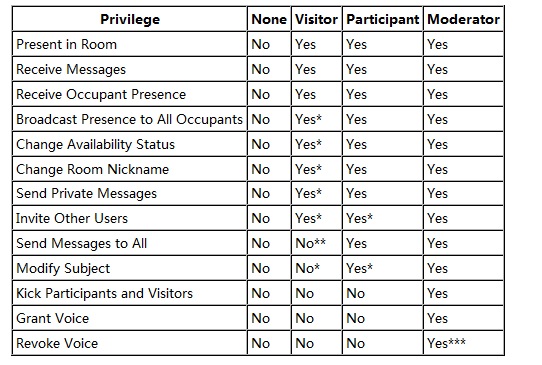 Privilege None Visitor Participant Moderator
Present in Room No Yes Yes Yes
Receive Messages No Yes Yes Yes
Receive Occupant Presence No Yes Yes Yes
Broadcast Presence to All Occupants No Yes* Yes Yes
Change Availability Status No Yes* Yes Yes
Change Room Nickname No Yes* Yes Yes
Send Private Messages No Yes* Yes Yes
Invite Other Users No Yes* Yes* Yes
Send Messages to All No No** Yes Yes
Modify Subject No No* Yes* Yes
Kick Participants and Visitors No No No Yes
Grant Voice No No No Yes
Revoke Voice No No No Yes***